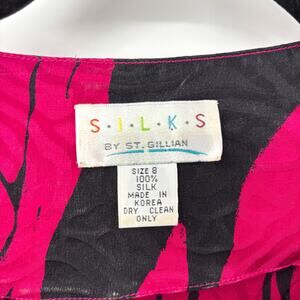 S·I·L·K·S
BY ST. GILLIAN
SIZE 8
100%
SILK
MADE IN
KOREA
DRY CLEAN
ONLY